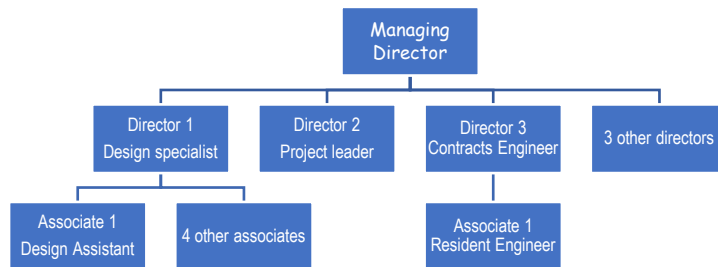 Managing
Director
Director 1
Design specialist
Director 2
Project leader
Director 3
Contracts Engineer
3 other directors
Associate 1
Design Assistant
4 other associates
Associate 1
Resident Engineer